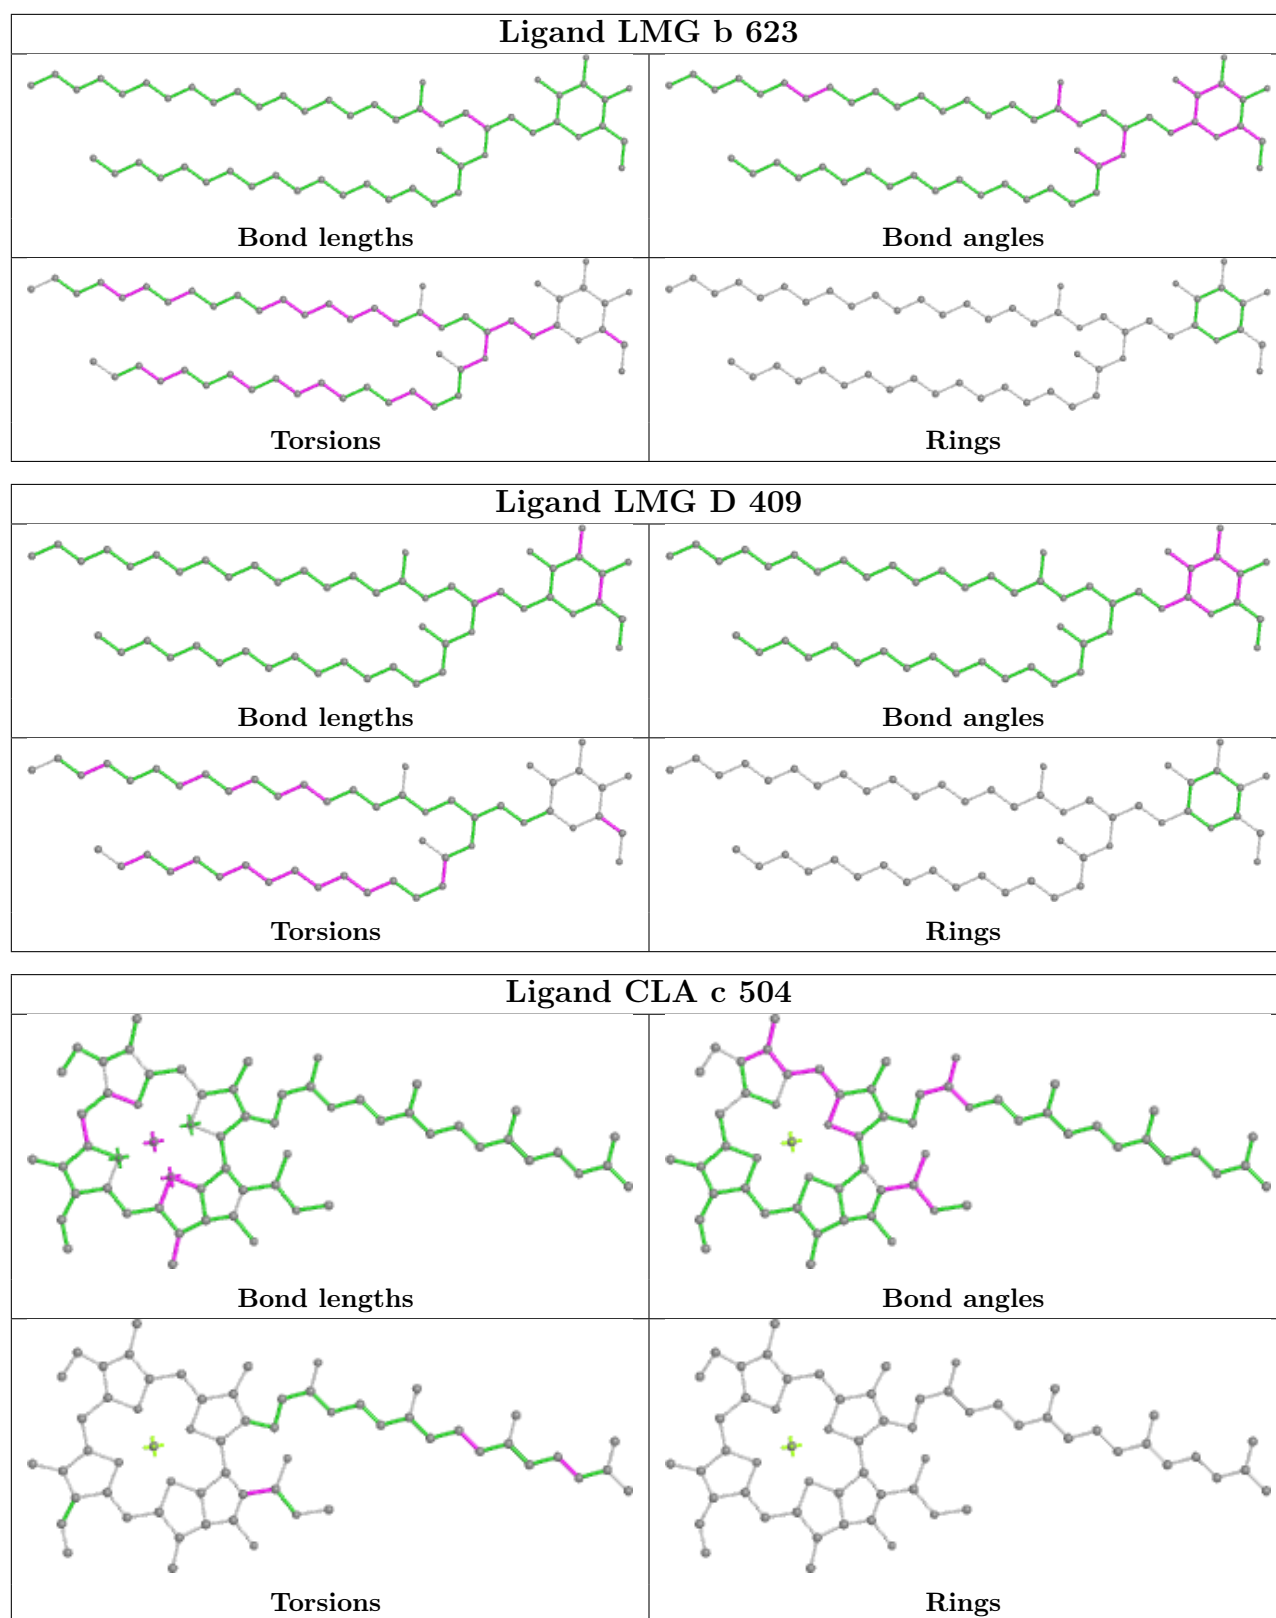 Ligand LMG b 623
Bond lengths
Bond angles
Torsions
Rings
Ligand LMG D 409
Bond lengths
Bond angles
Torsions
Rings
Ligand CLA c 504
Bond lengths
Bond angles
Torsions
Rings